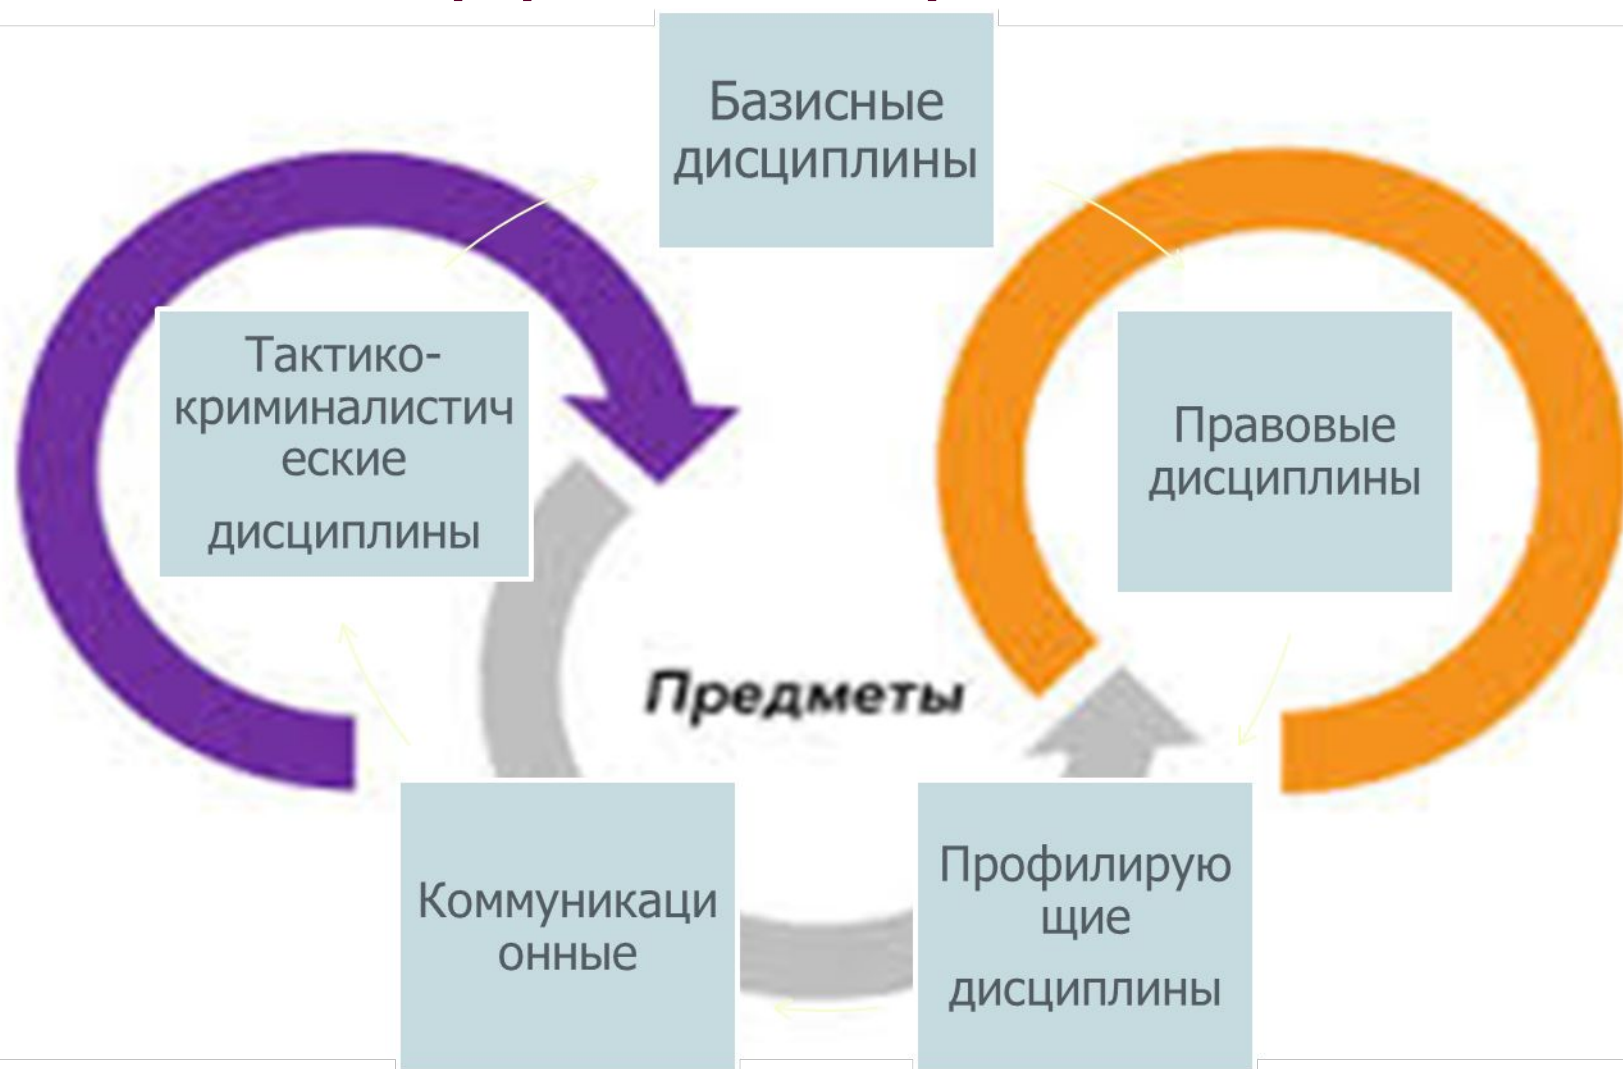 Базисные
дисциплины
Тактико-
криминалистич
еские
дисциплины
Правовые
дисциплины
Предметы
Коммуникаци
онные
Профилирую
щие
дисциплины